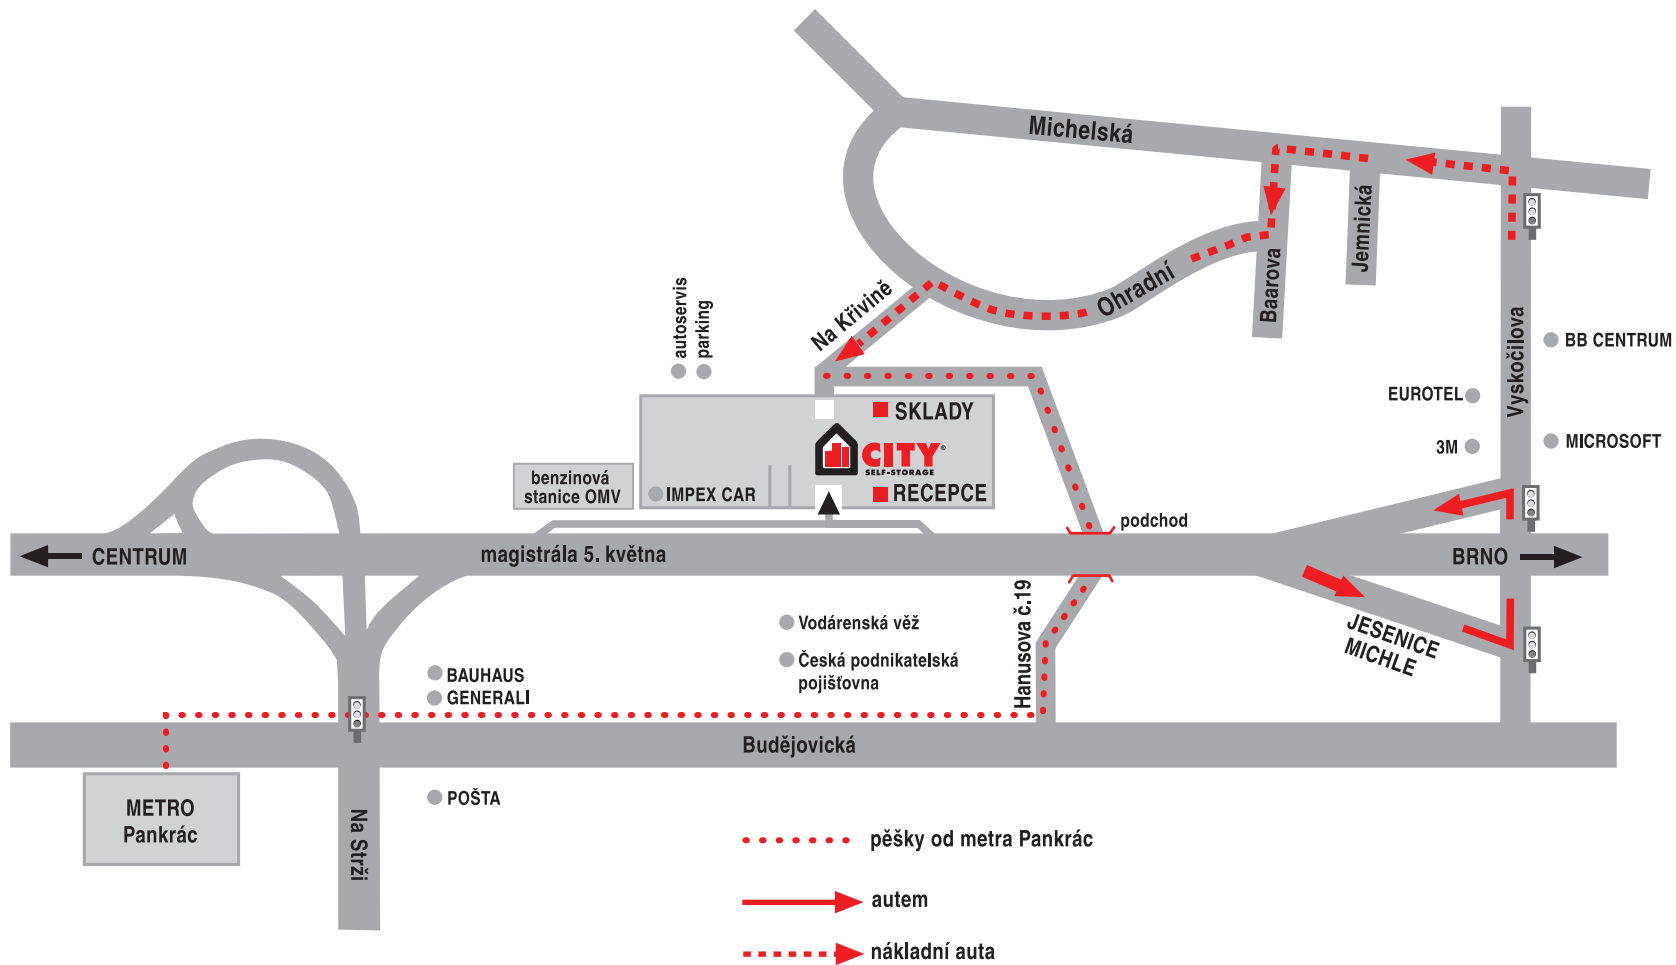 Michelská
Jemnická
Baarova
Ohradní
Na Křivině
Vyskočilova
BB CENTRUM
EUROTEL
3M
MICROSOFT
autoservis
parking
SKLADY
CITY®
SELF-STORAGE
RECEPCE
IMPEX CAR
benzinová
stanice OMV
podchod
CENTRUM
magistrála 5. května
BRNO
Hanusova č.19
JESENICE
MICHLE
Vodárenská věž
Česká podnikatelská
pojišťovna
BAUHAUS
GENERALI
Budějovická
METRO
Pankrác
Na Strži
POŠTA
pěšky od metra Pankrác
autem
nákladní auta